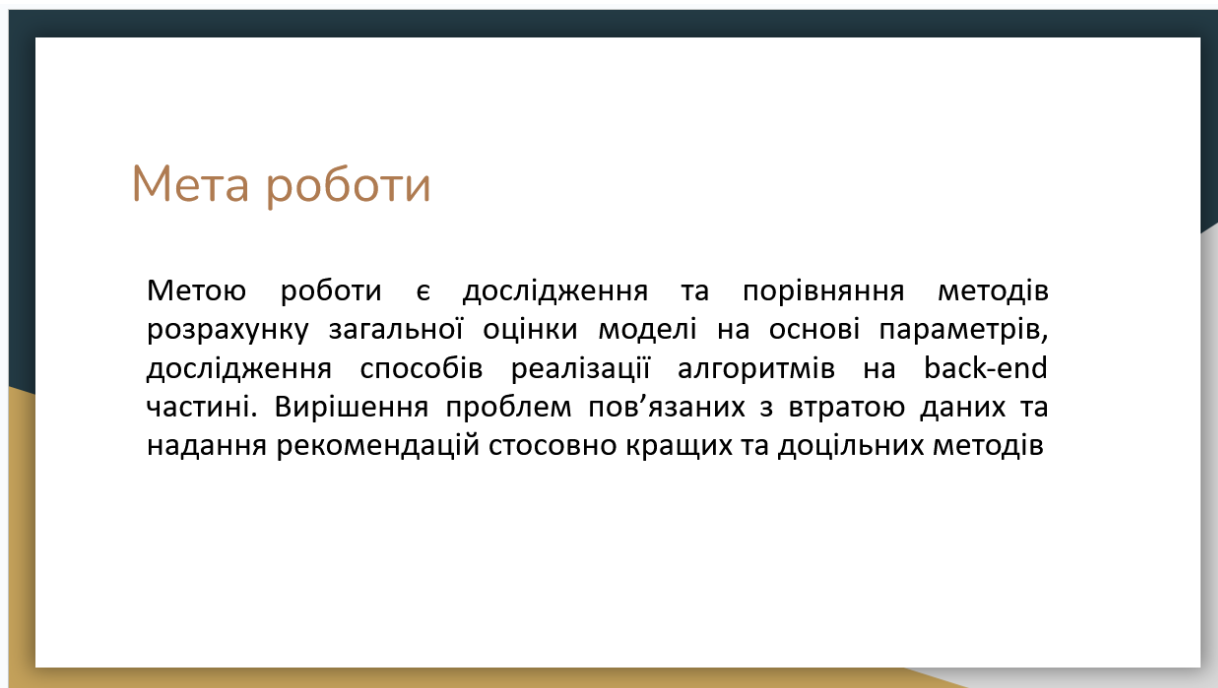 Мета роботи
Метою роботи є дослідження та порівняння методів
розрахунку загальної оцінки моделі на основі параметрів,
дослідження способів реалізації алгоритмів на back-end
частині. Вирішення проблем пов’язаних з втратою даних та
надання рекомендацій стосовно кращих та доцільних методів